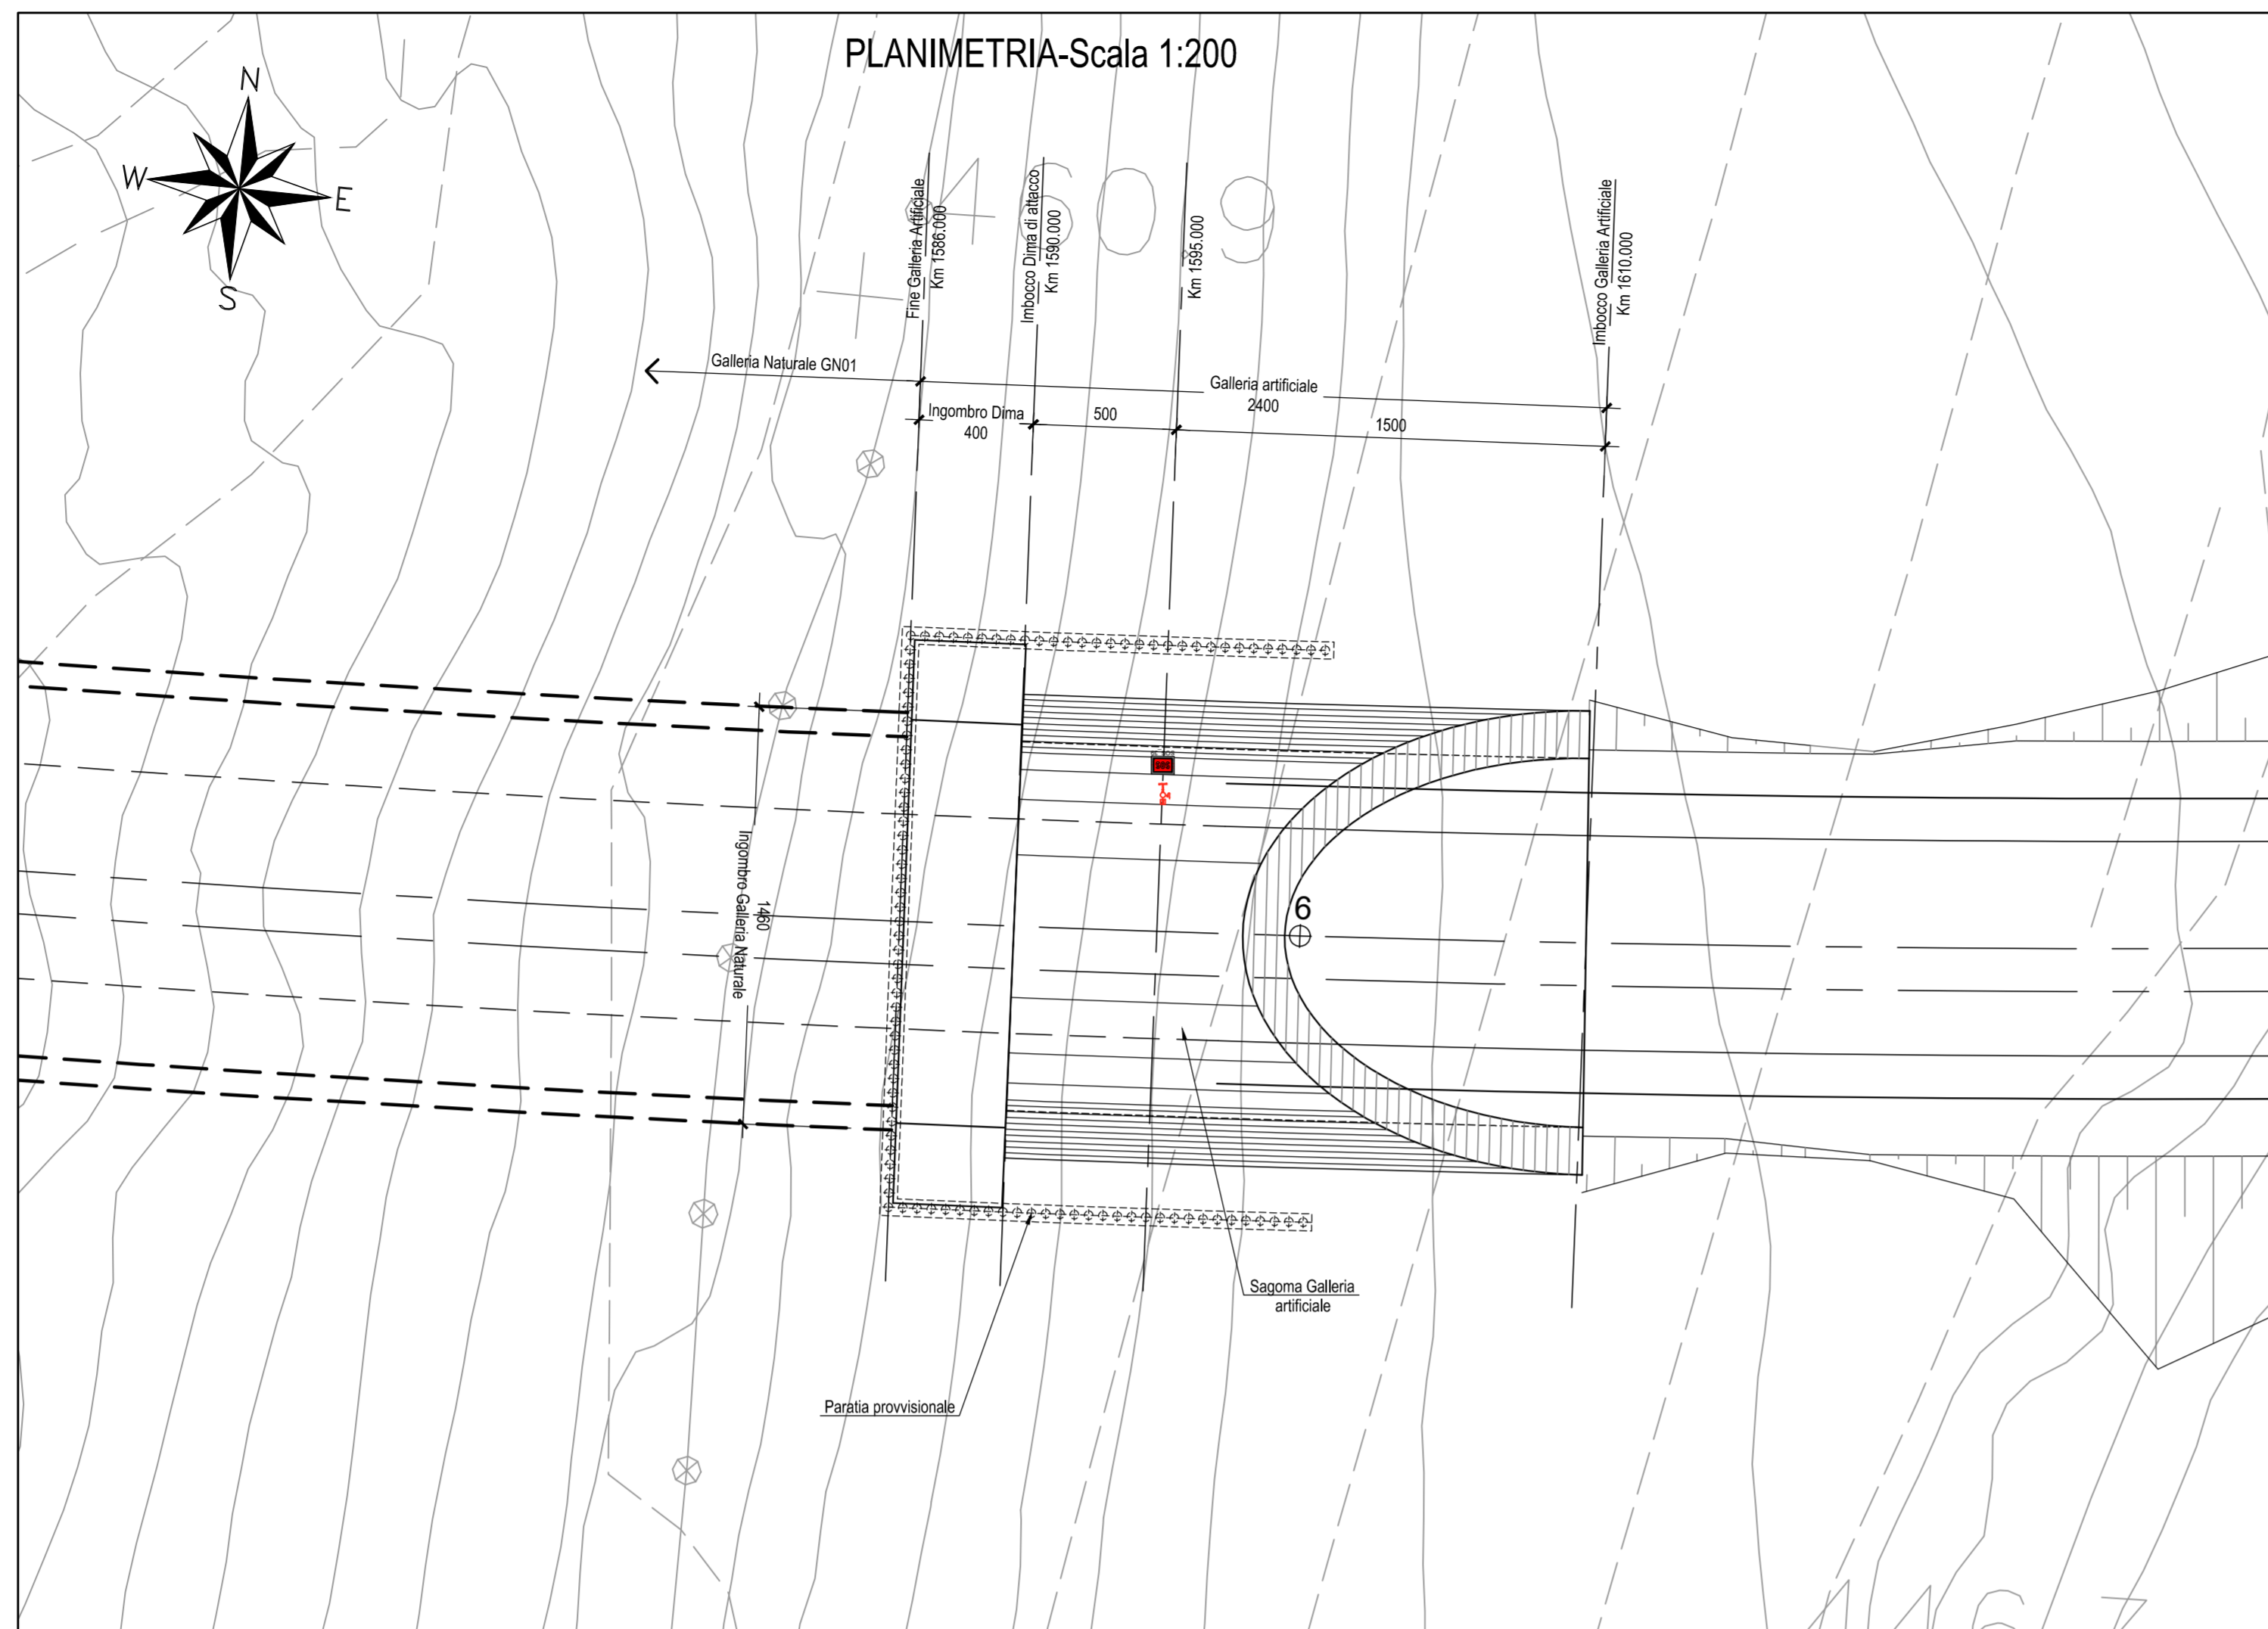 PLANIMETRIA-Scala 1:200
N
W
E
S
4609
Fine Galleria Artificiale
Km 1586.000
Imbocco Dima di attacco
Km 1590.000
Km 1595.000
Imbocco Galleria Artificiale
Km 1610.000
Galleria Naturale GN01
Galleria artificiale
2400
Ingombro Dima
400
500
1500
SOS
Ingombro Galleria Naturale
1460
6
Sagoma Galleria
artificiale
Paratia provvisionale